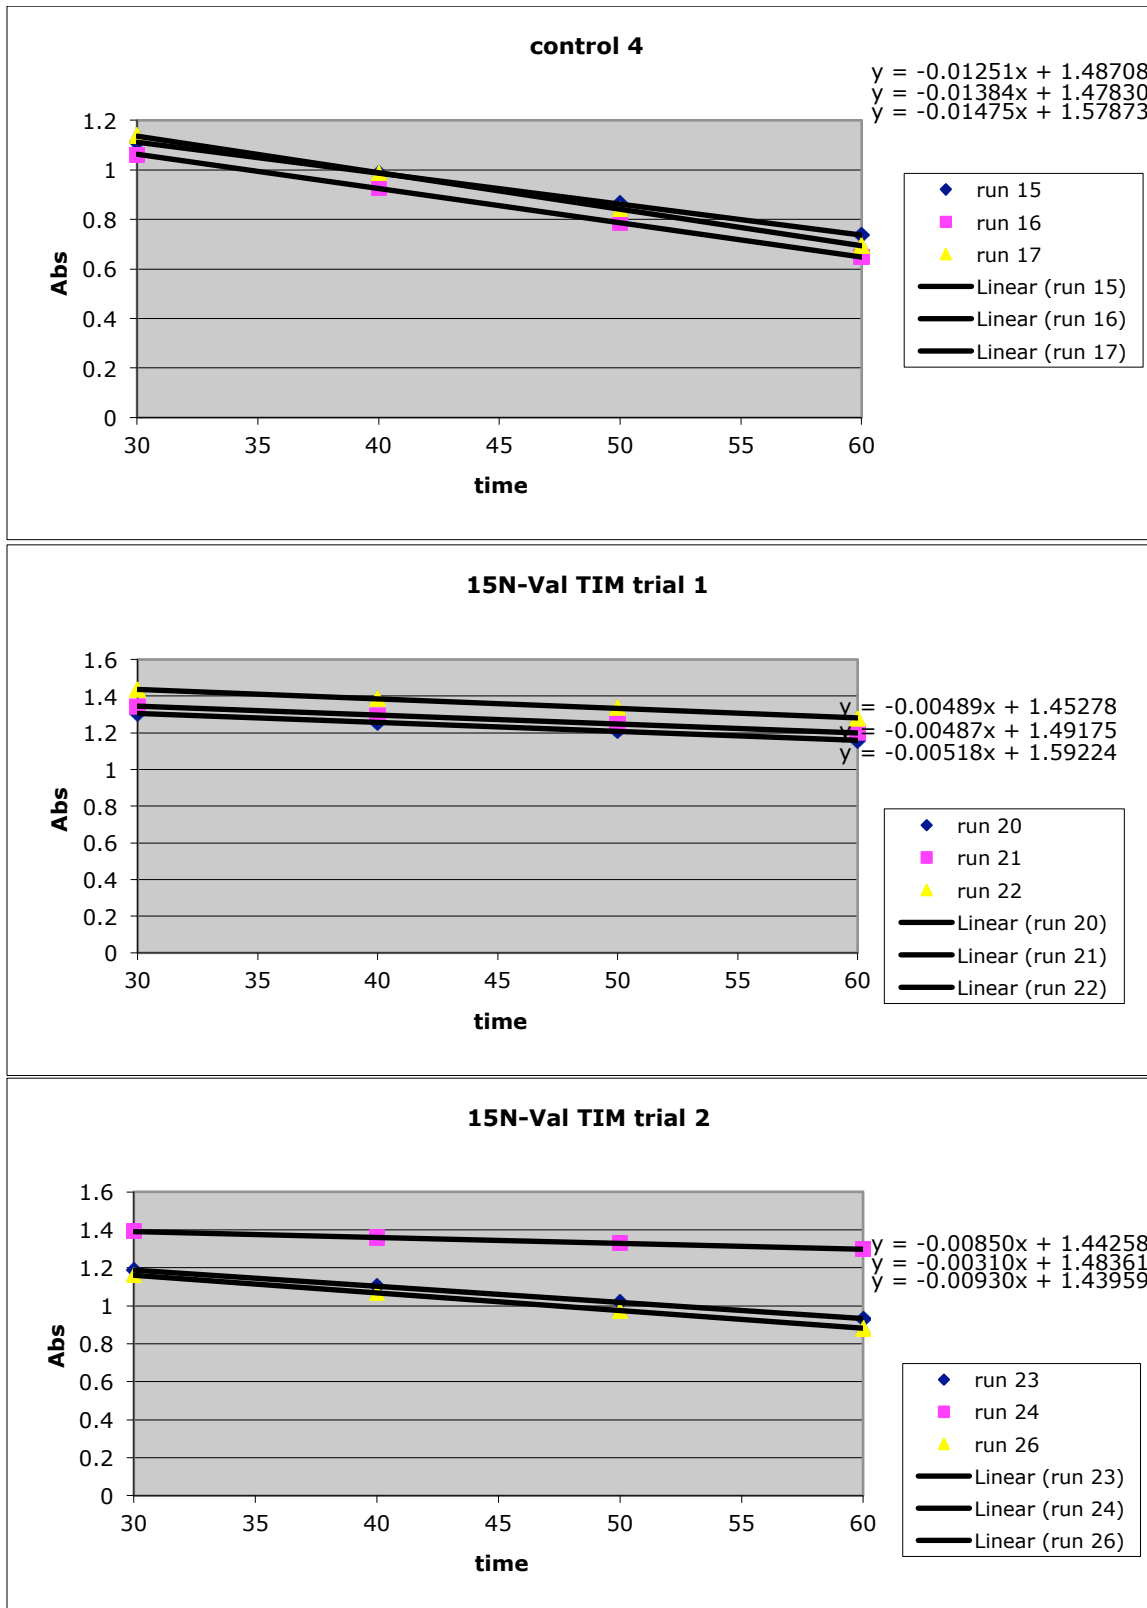 control 4
y = -0.01251x + 1.48708
y = -0.01384x + 1.47830
y = -0.01475x + 1.57873
1.2
1
0.8
0.6
0.4
0.2
0
Abs
30 35 40 45 50 55 60
time
run 15
run 16
run 17
Linear (run 15)
Linear (run 16)
Linear (run 17)
15N-Val TIM trial 1
1.6
1.4
1.2
1
0.8
0.6
0.4
0.2
0
Abs
30 35 40 45 50 55 60
time
y = -0.00489x + 1.45278
y = -0.00487x + 1.49175
y = -0.00518x + 1.59224
run 20
run 21
run 22
Linear (run 20)
Linear (run 21)
Linear (run 22)
15N-Val TIM trial 2
1.6
1.4
1.2
1
0.8
0.6
0.4
0.2
0
Abs
30 35 40 45 50 55 60
time
y = -0.00850x + 1.44258
y = -0.00310x + 1.48361
y = -0.00930x + 1.43959
run 23
run 24
run 26
Linear (run 23)
Linear (run 24)
Linear (run 26)